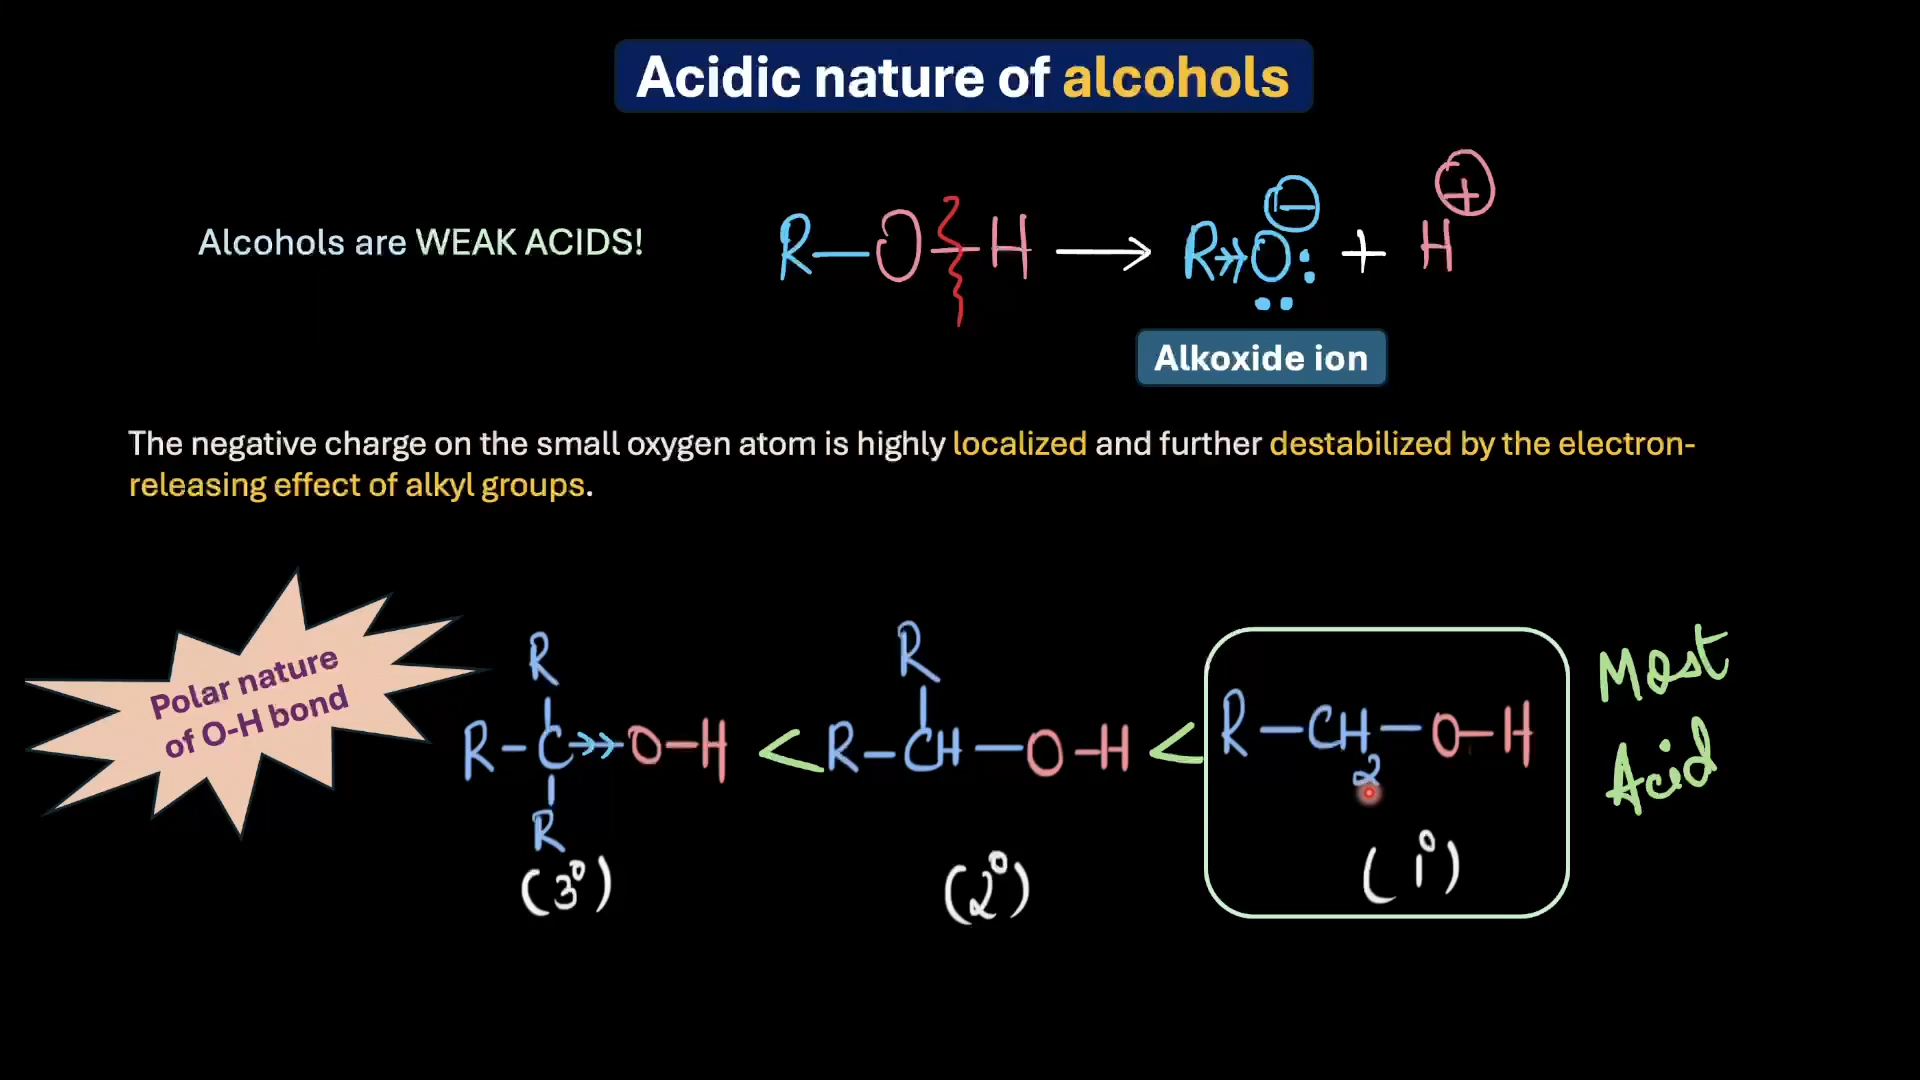 Acidic nature of alcohols
Alcohols are WEAK ACIDS!
R—O—H ⟶ R»O:⊖ + H⊕
Alkoxide ion
The negative charge on the small oxygen atom is highly localized and further destabilized by the electron-
releasing effect of alkyl groups.
Polar nature
of O-H bond
R
R–C»–O–H
R
(3°)
<
R
R–CH–O–H
(2°)
<
R–CH₂–O–H
(1°)
Most
Acid